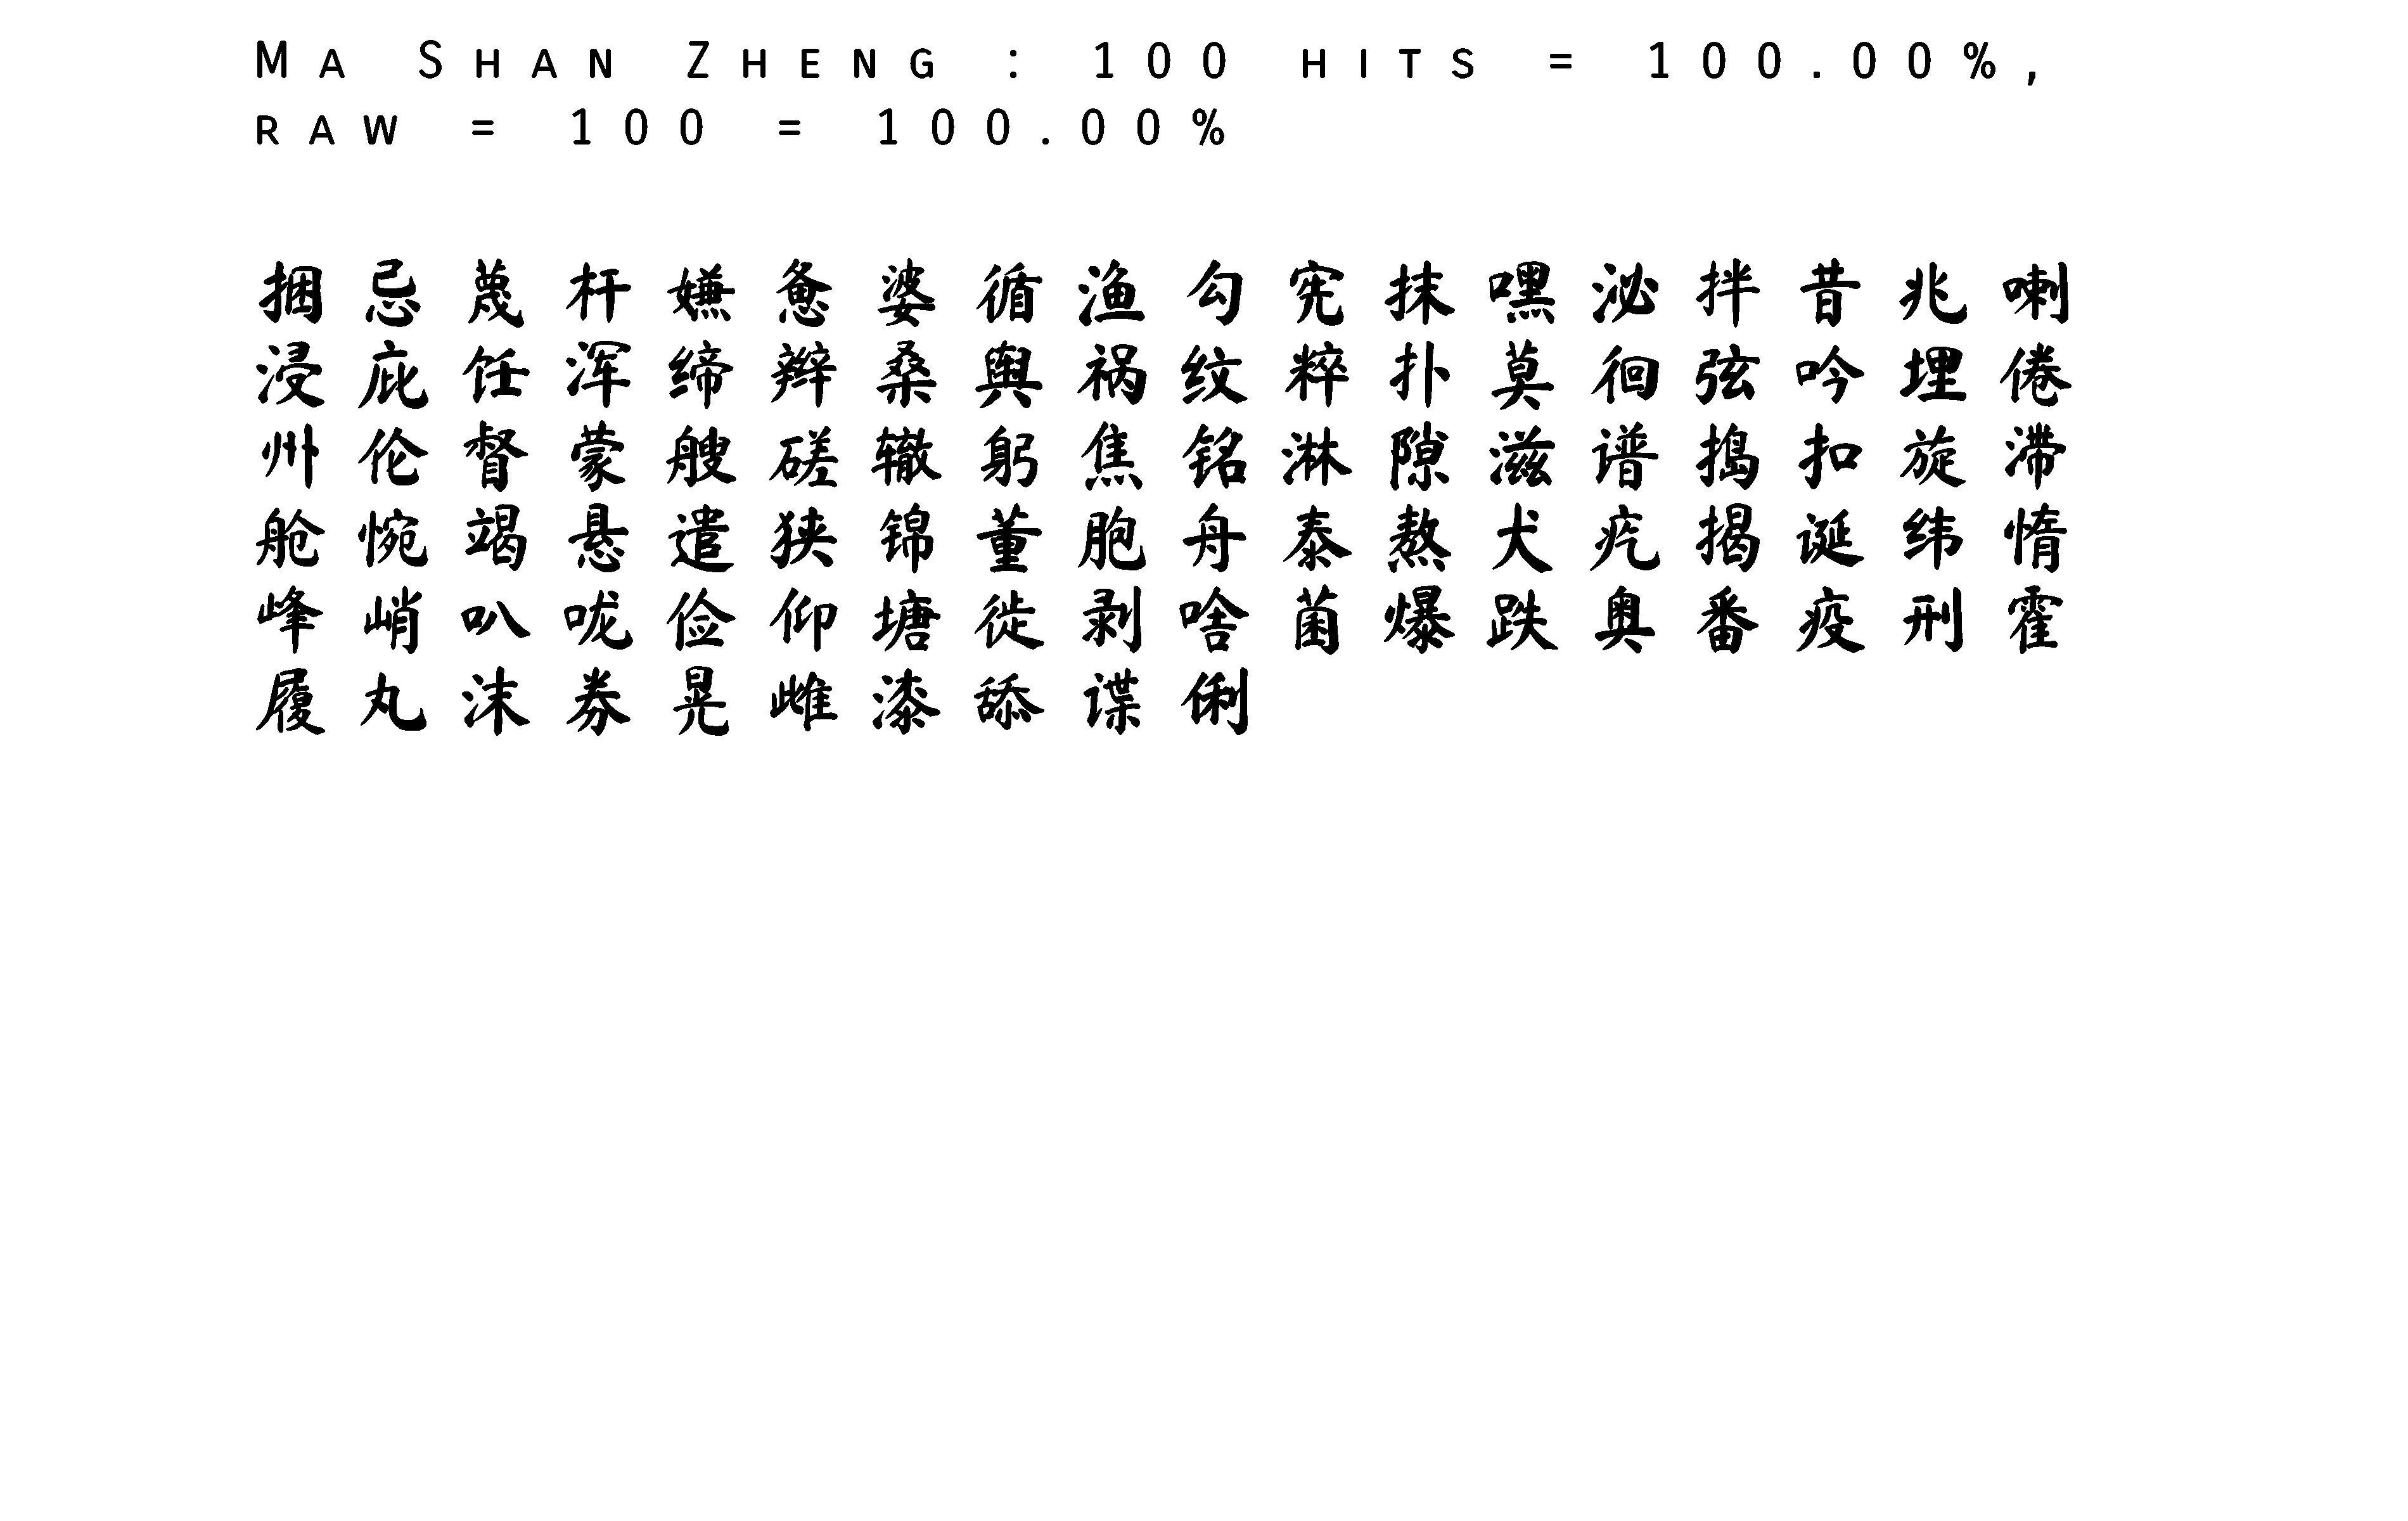 Ma Shan Zheng : 100 hits = 100.00%,
raw = 100 = 100.00%
捆忌蔑杆嫌惫婆循渔勾宪抹嘿泌拌昔兆喇
浸庇饪浑缔辫桑舆祸纹粹扑莫徊弦吟埋倦
州伦督蒙艘磋辙躬焦铭淋隙滋谱捣扣旋滞
舱惋竭悬遣狭锦董胞舟泰熬犬疙揭诞纬惰
峰峭叭咙俭仰塘徙剥啥菌爆跌奥番疫刑霍
履丸沫券晃雌漆舔谍俐